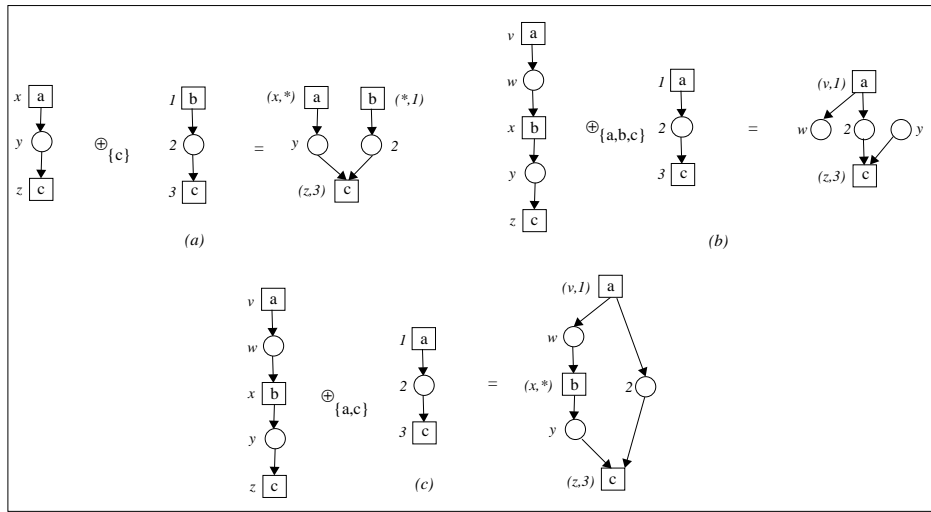 x a
y
z c
⊕{c}
1 b
2
3 c
=
(x,*) a b (*,1)
y 2
(z,3) c
(a)
v a
w
x b
y
z c
⊕{a,b,c}
1 a
2
3 c
=
(v,1) a
w 2 y
(z,3) c
(b)
v a
w
x b
y
z c
⊕{a,c}
1 a
2
3 c
=
(v,1) a
w
(x,*) b 2
y
(z,3) c
(c)